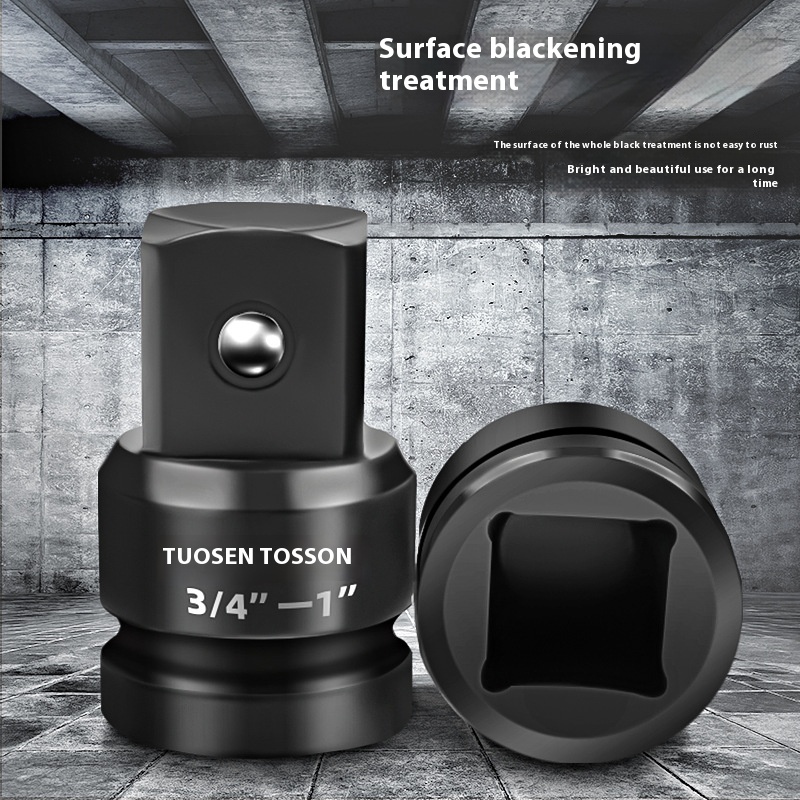 Surface blackening
treatment
The surface of the whole black treatment is not easy to rust
Bright and beautiful use for a long
time
TUOSEN TOSSON
3/4″ —1″